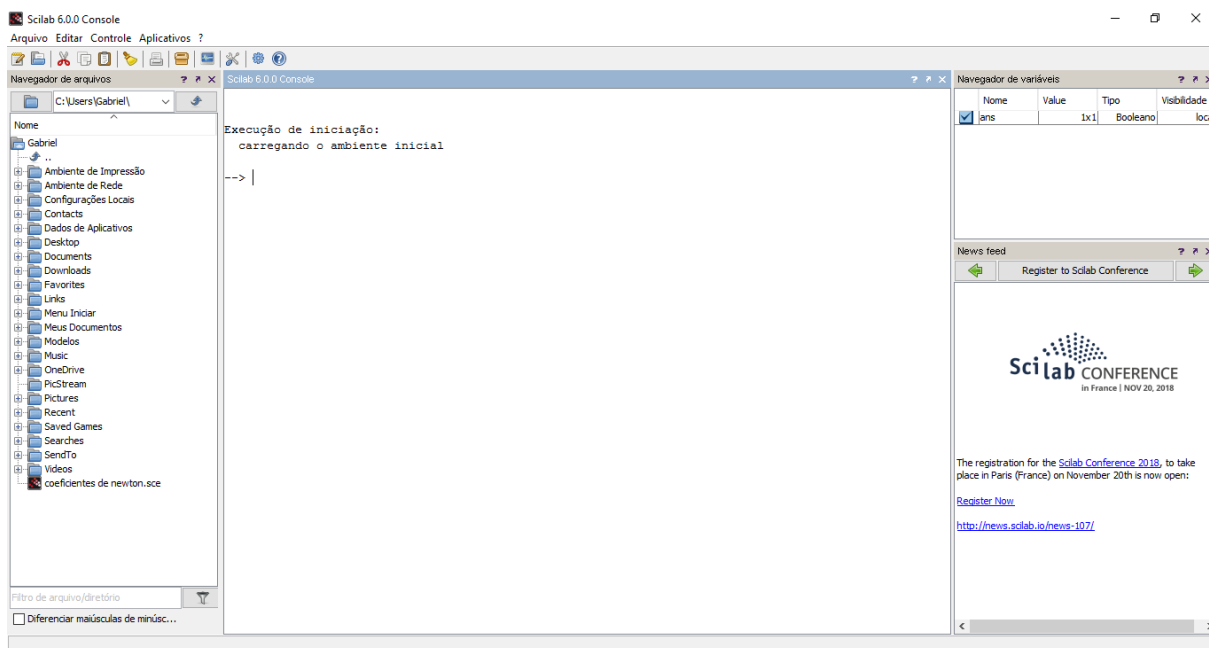 Scilab 6.0.0 Console
Arquivo Editar Controle Aplicativos ?
Navegador de arquivos
C:\Users\Gabriel\
Nome
Gabriel
..
Ambiente de Impressão
Ambiente de Rede
Configurações Locais
Contacts
Dados de Aplicativos
Desktop
Documents
Downloads
Favorites
Links
Menu Iniciar
Meus Documentos
Modelos
Music
OneDrive
PicStream
Pictures
Recent
Saved Games
Searches
SendTo
Videos
coeficientes de newton.sce
Filtro de arquivo/diretório
Diferenciar maiúsculas de minúsc...
Scilab 6.0.0 Console
Execução de iniciação:
carregando o ambiente inicial
-->
Navegador de variáveis
Nome Value Tipo Visibilidade
ans 1x1 Booleano loca
News feed
Register to Scilab Conference
Scilab CONFERENCE
in France | NOV 20, 2018
The registration for the Scilab Conference 2018, to take
place in Paris (France) on November 20th is now open:
Register Now
http://news.scilab.io/news-107/